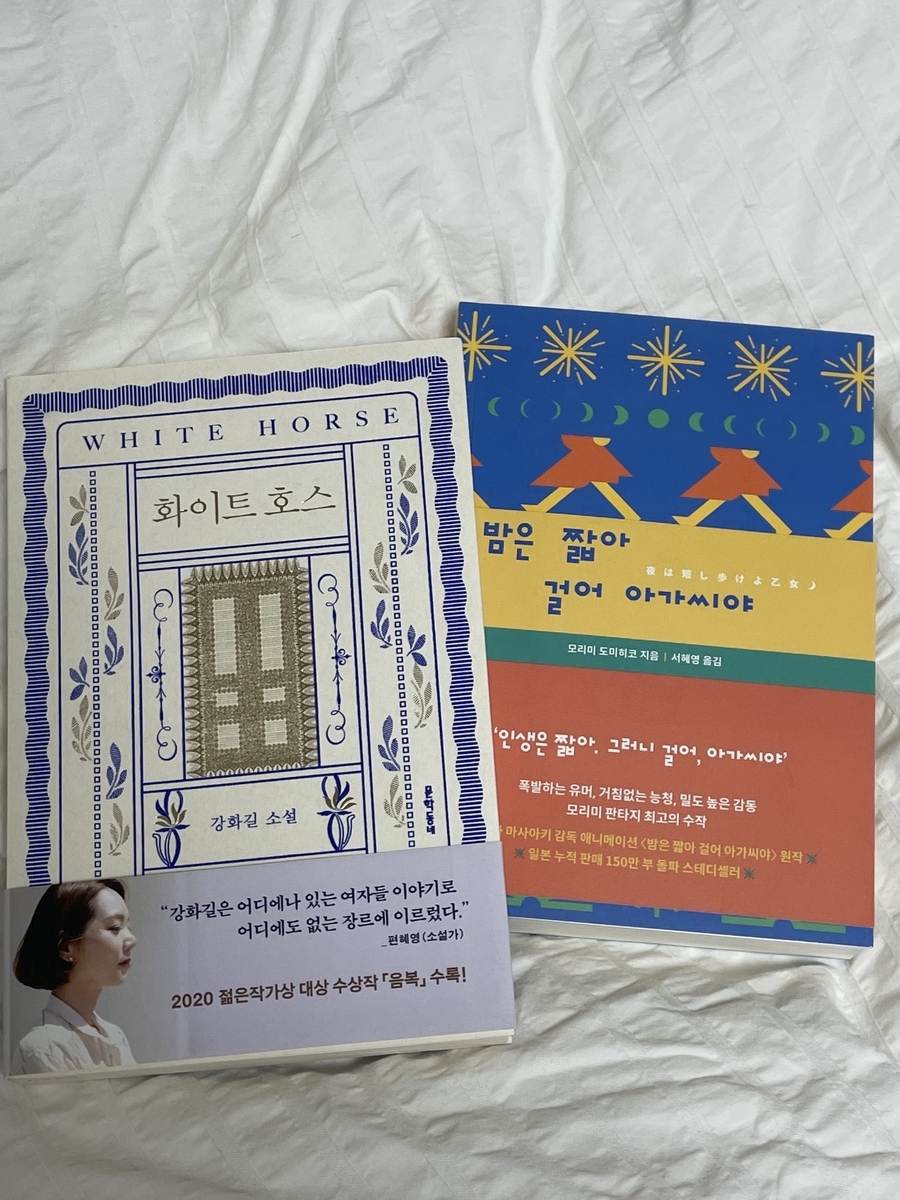 WHITE HORSE
화이트 호스
강화길 소설
문학동네
“강화길은 어디에나 있는 여자들 이야기로
어디에도 없는 장르에 이르렀다.”
_편혜영(소설가)
2020 젊은작가상 대상 수상작 「음복」 수록!
밤은 짧아
夜は短し歩けよ乙女
걸어 아가씨야
모리미 도미히코 지음 | 서혜영 옮김
‘인생은 짧아. 그러니 걸어, 아가씨야’
폭발하는 유머, 거침없는 능청, 밀도 높은 감동
모리미 판타지 최고의 수작
마사아키 감독 애니메이션 〈밤은 짧아 걸어 아가씨야〉 원작
일본 누적 판매 150만 부 돌파 스테디셀러